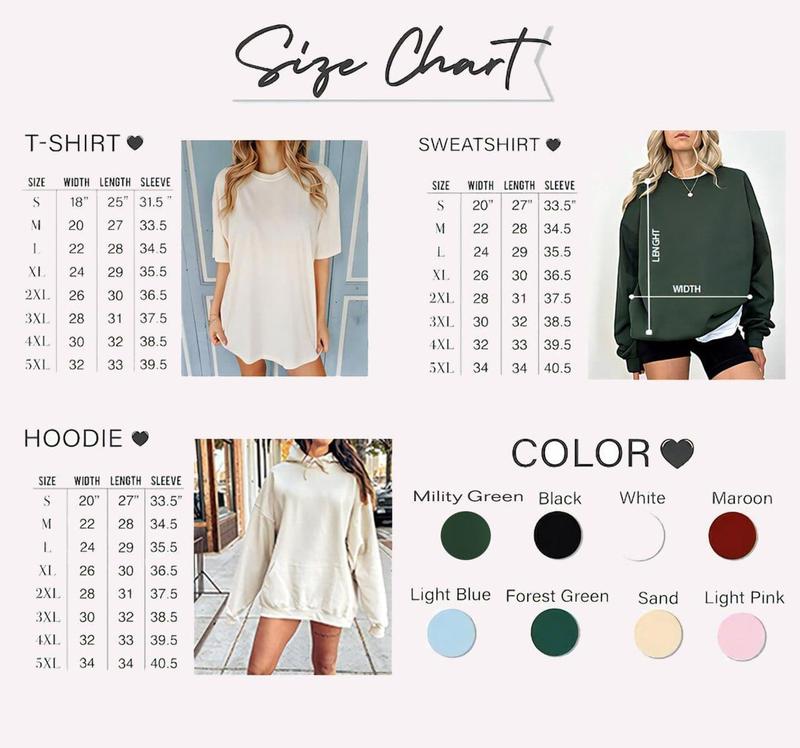 Size Chart
T-SHIRT
SIZE WIDTH LENGTH SLEEVE
S 18" 25" 31.5 "
M 20 27 33.5
L 22 28 34.5
XL 24 29 35.5
2XL 26 30 36.5
3XL 28 31 37.5
4XL 30 32 38.5
5XL 32 33 39.5
SWEATSHIRT
SIZE WIDTH LENGTH SLEEVE
S 20" 27" 33.5"
M 22 28 34.5
L 24 29 35.5
XL 26 30 36.5
2XL 28 31 37.5
3XL 30 32 38.5
4XL 32 33 39.5
5XL 34 34 40.5
LENGHT
WIDTH
HOODIE
SIZE WIDTH LENGTH SLEEVE
S 20" 27" 33.5"
M 22 28 34.5
L 24 29 35.5
XL 26 30 36.5
2XL 28 31 37.5
3XL 30 32 38.5
4XL 32 33 39.5
5XL 34 34 40.5
COLOR
Mility Green Black White Maroon
Light Blue Forest Green Sand Light Pink